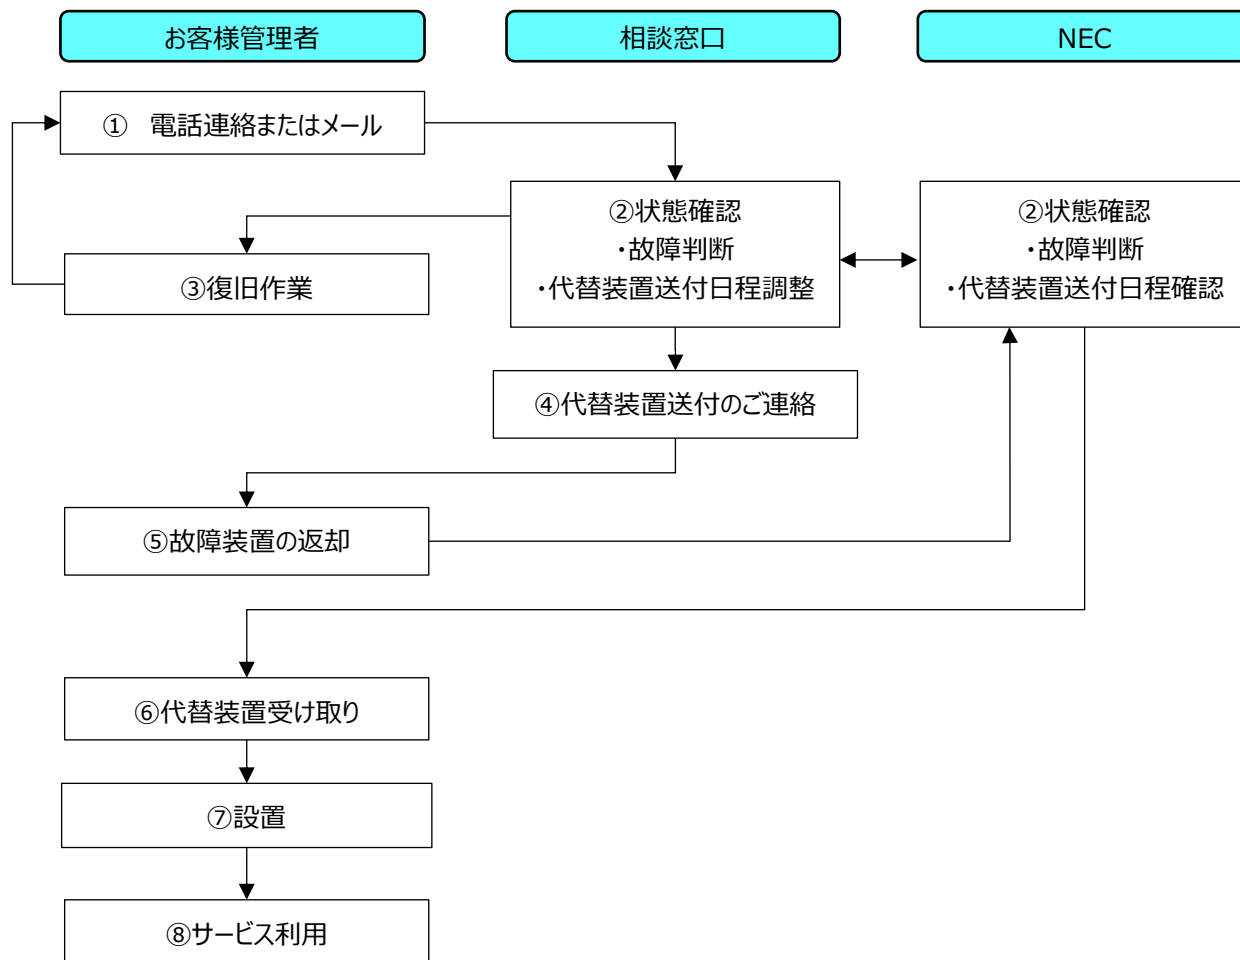 お客様管理者
相談窓口
NEC
① 電話連絡またはメール
②状態確認
・故障判断
・代替装置送付日程調整
②状態確認
・故障判断
・代替装置送付日程確認
③復旧作業
④代替装置送付のご連絡
⑤故障装置の返却
⑥代替装置受け取り
⑦設置
⑧サービス利用